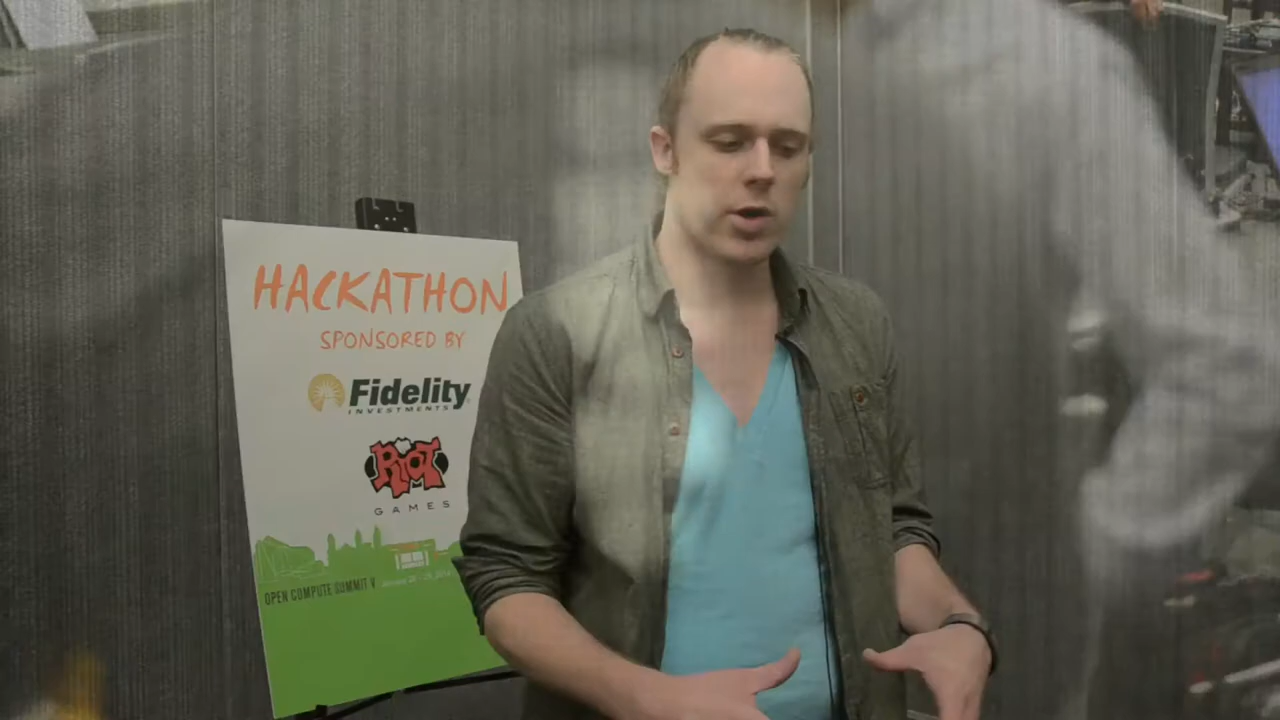 HACKATHON
SPONSORED BY
Fidelity
INVESTMENTS
RIOT
GAMES
OPEN COMPUTE SUMMIT V